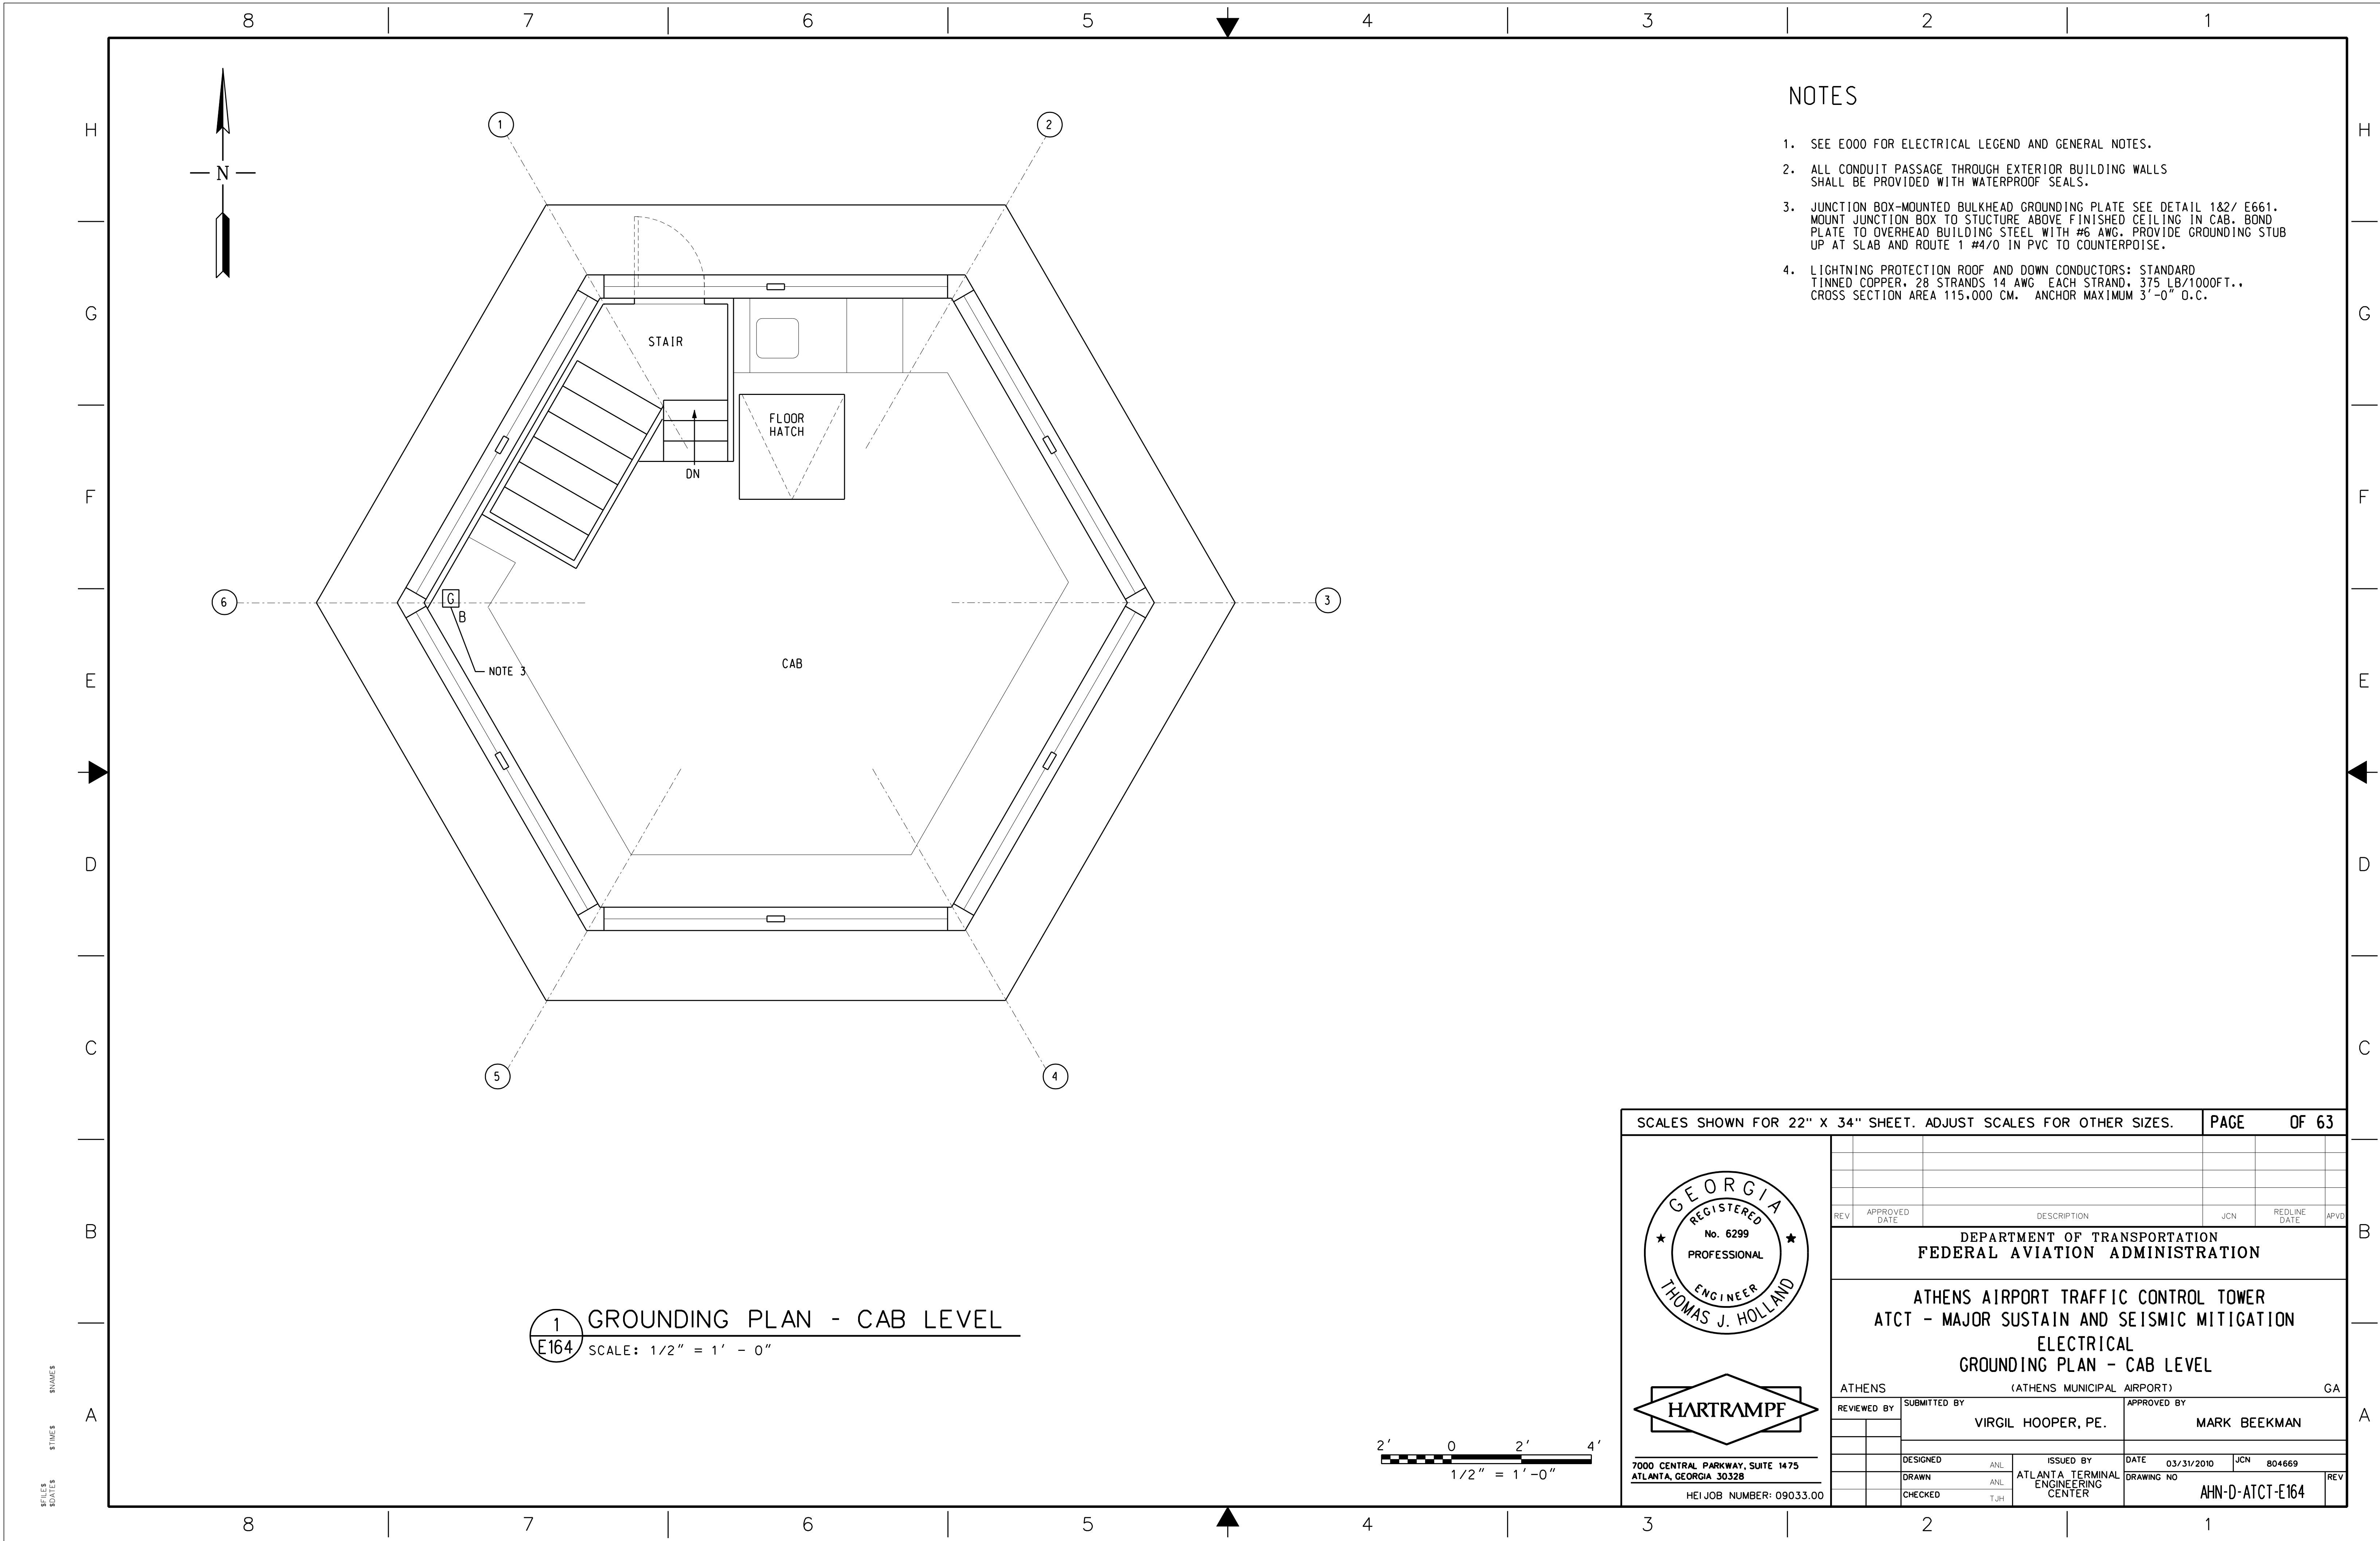 8 7 6 5 4 3 2 1
H
G
F
E
D
C
B
A
N
1
2
3
4
5
6
STAIR
FLOOR
HATCH
DN
G
B
NOTE 3
CAB
NOTES
1. SEE E000 FOR ELECTRICAL LEGEND AND GENERAL NOTES.
2. ALL CONDUIT PASSAGE THROUGH EXTERIOR BUILDING WALLS
SHALL BE PROVIDED WITH WATERPROOF SEALS.
3. JUNCTION BOX-MOUNTED BULKHEAD GROUNDING PLATE SEE DETAIL 1&2/ E661.
MOUNT JUNCTION BOX TO STUCTURE ABOVE FINISHED CEILING IN CAB. BOND
PLATE TO OVERHEAD BUILDING STEEL WITH #6 AWG. PROVIDE GROUNDING STUB
UP AT SLAB AND ROUTE 1 #4/0 IN PVC TO COUNTERPOISE.
4. LIGHTNING PROTECTION ROOF AND DOWN CONDUCTORS: STANDARD
TINNED COPPER, 28 STRANDS 14 AWG EACH STRAND, 375 LB/1000FT.,
CROSS SECTION AREA 115,000 CM. ANCHOR MAXIMUM 3'-0" O.C.
H
G
F
E
D
C
B
A
1
E164
GROUNDING PLAN - CAB LEVEL
SCALE: 1/2" = 1' - 0"
2' 0 2' 4'
1/2" = 1'-0"
SCALES SHOWN FOR 22" X 34" SHEET. ADJUST SCALES FOR OTHER SIZES.
PAGE OF 63
GEORGIA
REGISTERED
No. 6299
PROFESSIONAL
ENGINEER
THOMAS J. HOLLAND
HARTRAMPF
7000 CENTRAL PARKWAY, SUITE 1475
ATLANTA, GEORGIA 30328
HEI JOB NUMBER: 09033.00
REV APPROVED DATE DESCRIPTION JCN REDLINE DATE APVD
DEPARTMENT OF TRANSPORTATION
FEDERAL AVIATION ADMINISTRATION
ATHENS AIRPORT TRAFFIC CONTROL TOWER
ATCT - MAJOR SUSTAIN AND SEISMIC MITIGATION
ELECTRICAL
GROUNDING PLAN - CAB LEVEL
ATHENS (ATHENS MUNICIPAL AIRPORT) GA
REVIEWED BY
SUBMITTED BY
VIRGIL HOOPER, PE.
APPROVED BY
MARK BEEKMAN
DESIGNED ANL
DRAWN ANL
CHECKED TJH
ISSUED BY
ATLANTA TERMINAL
ENGINEERING
CENTER
DATE 03/31/2010
JCN 804669
DRAWING NO
AHN-D-ATCT-E164
REV
$FILE$
$DATE$ $TIME$ $NAME$
8 7 6 5 4 3 2 1